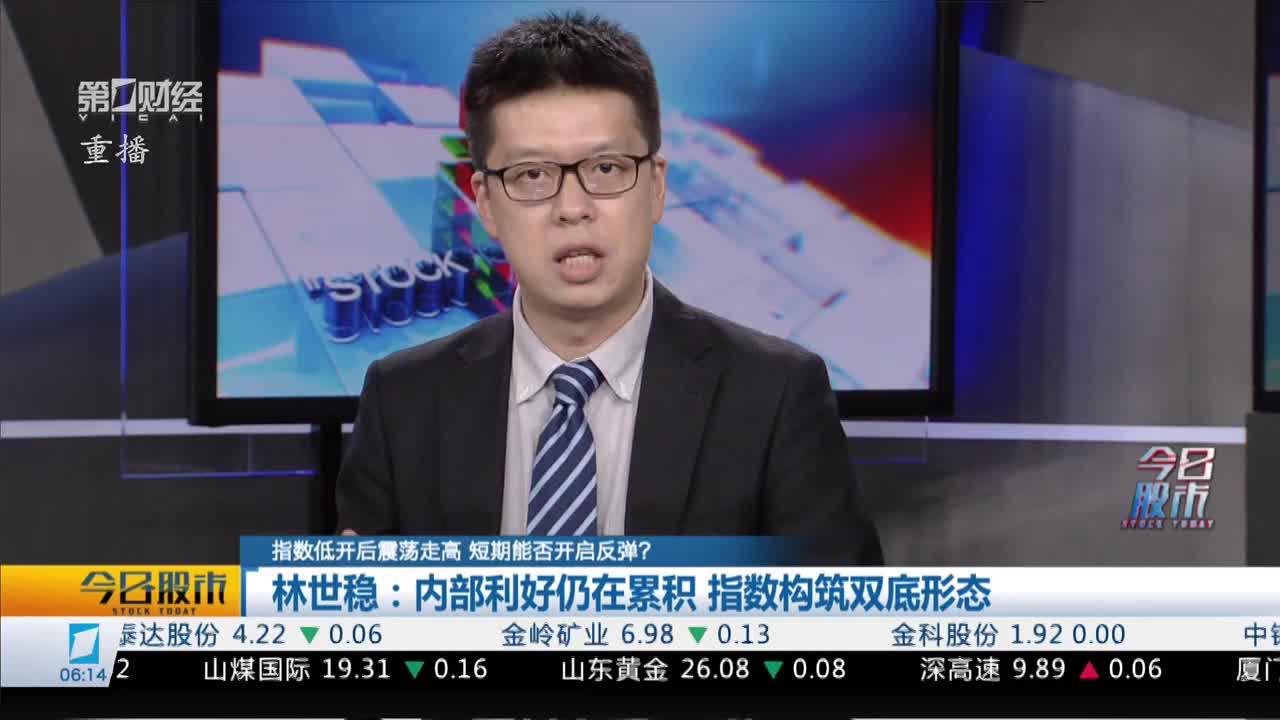 第1财经
YICAI
重播
STOCK
今日
股市
STOCK TODAY
指数低开后震荡走高 短期能否开启反弹?
今日股市
STOCK TODAY
林世稳:内部利好仍在累积 指数构筑双底形态
泰达股份 4.22 ▼ 0.06 金岭矿业 6.98 ▼ 0.13 金科股份 1.92 0.00
06:14
2 山煤国际 19.31 ▼ 0.16 山东黄金 26.08 ▼ 0.08 深高速 9.89 ▲ 0.06 厦门